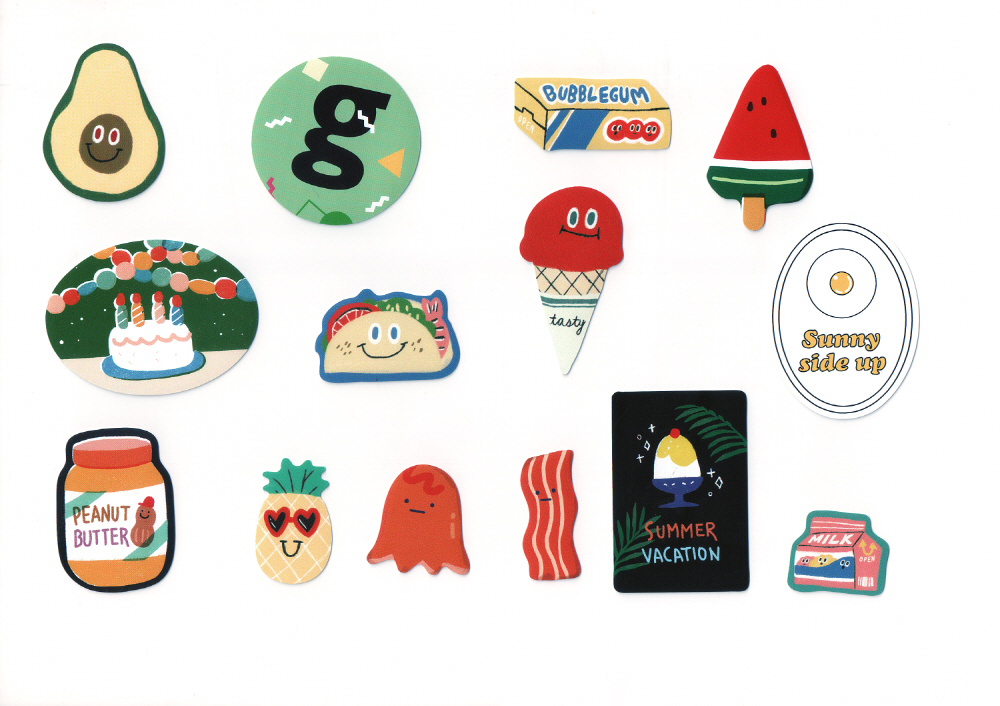 g
BUBBLEGUM
OPEN
tasty
Sunny
side up
PEANUT
BUTTER
SUMMER
VACATION
MILK
OPEN